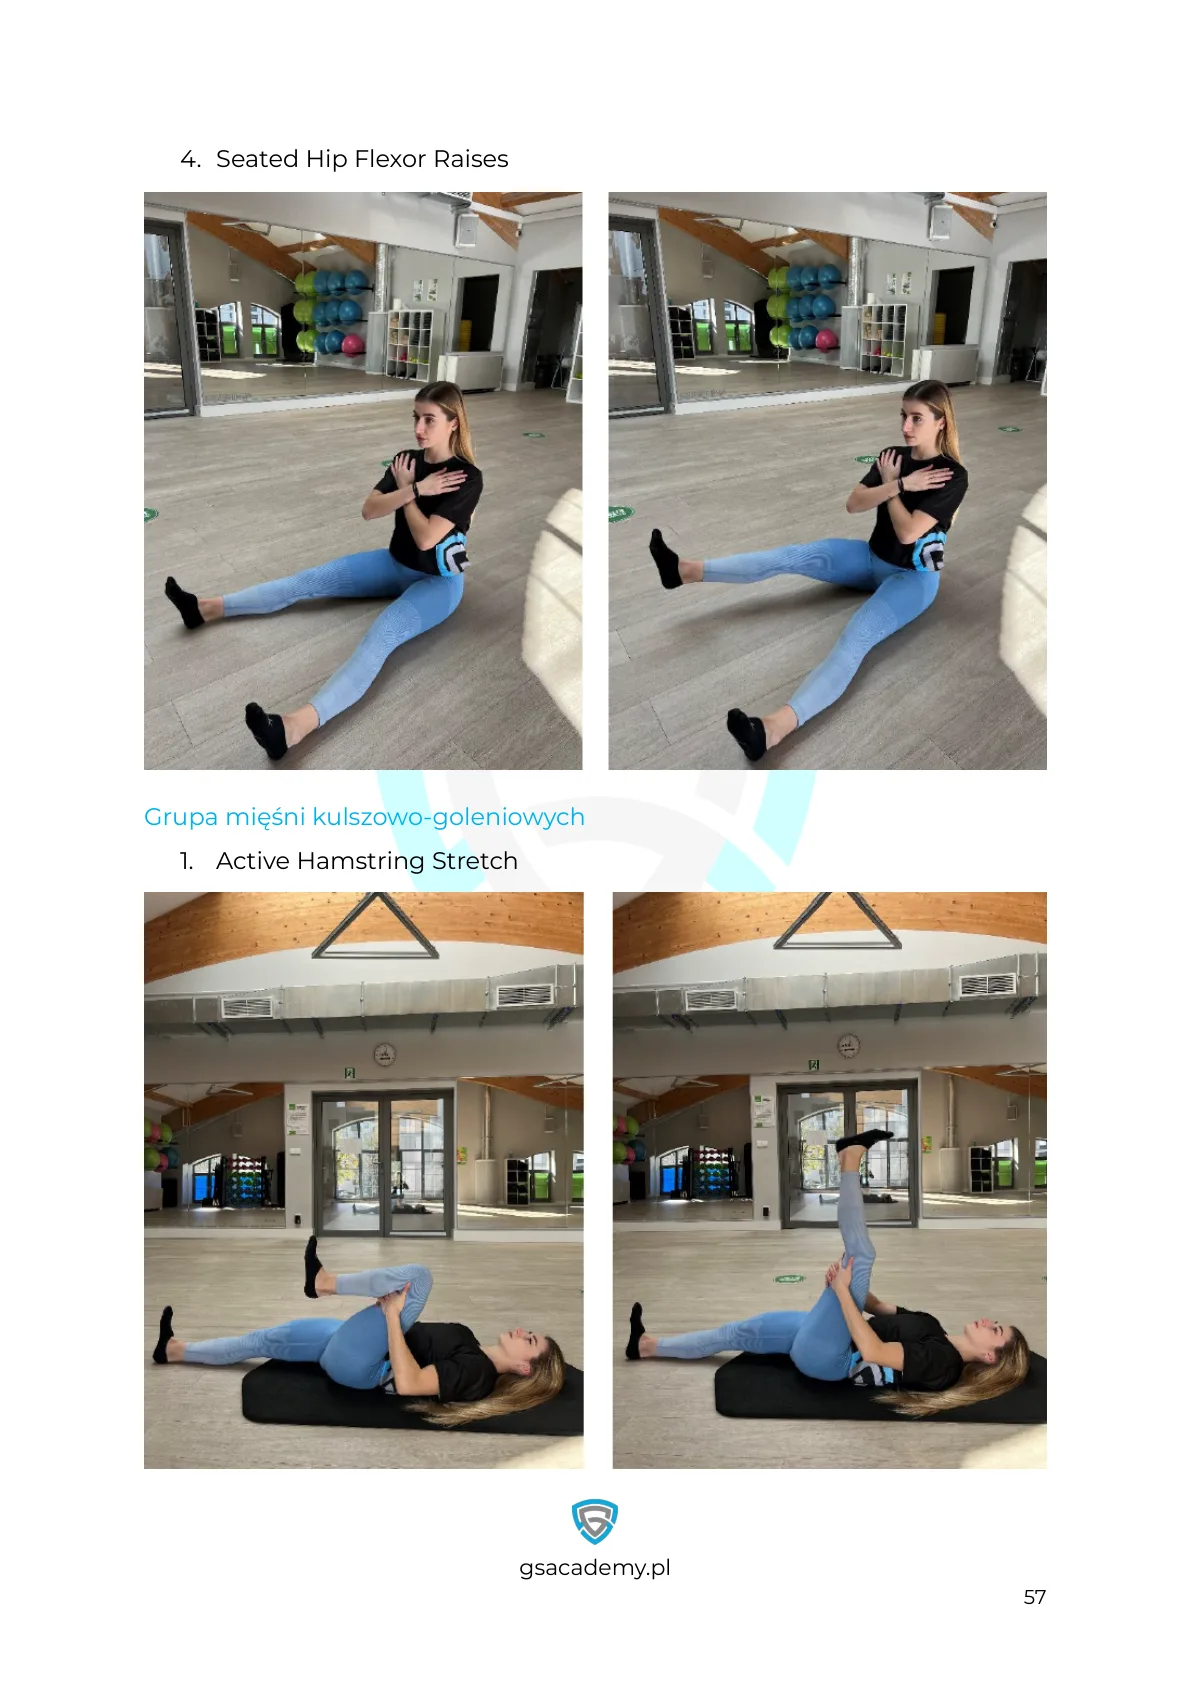 4. Seated Hip Flexor Raises
Grupa mięśni kulszowo-goleniowych
1. Active Hamstring Stretch
gsacademy.pl
57